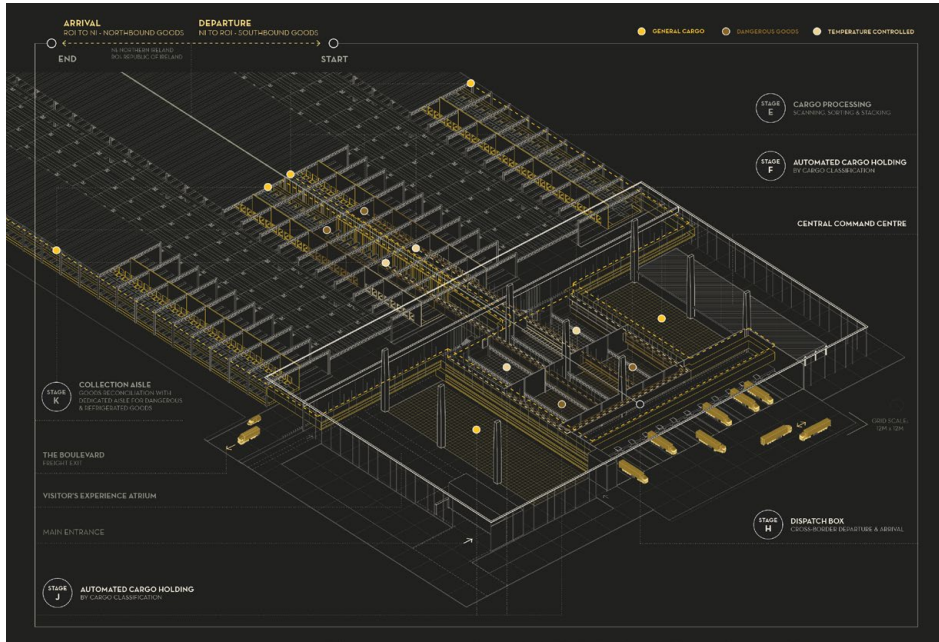 ARRIVAL
ROI TO NI - NORTHBOUND GOODS
DEPARTURE
NI TO ROI - SOUTHBOUND GOODS
NI: NORTHERN IRELAND
ROI: REPUBLIC OF IRELAND
END
START
GENERAL CARGO
DANGEROUS GOODS
TEMPERATURE CONTROLLED
STAGE
E
CARGO PROCESSING
SCANNING, SORTING & STACKING
STAGE
F
AUTOMATED CARGO HOLDING
BY CARGO CLASSIFICATION
CENTRAL COMMAND CENTRE
STAGE
K
COLLECTION AISLE
GOODS RECONCILIATION WITH
DEDICATED AISLE FOR DANGEROUS
& REFRIGERATED GOODS
GRID SCALE:
12M x 12M
THE BOULEVARD
FREIGHT EXIT
VISITOR'S EXPERIENCE ATRIUM
MAIN ENTRANCE
STAGE
H
DISPATCH BOX
CROSS-BORDER DEPARTURE & ARRIVAL
STAGE
J
AUTOMATED CARGO HOLDING
BY CARGO CLASSIFICATION